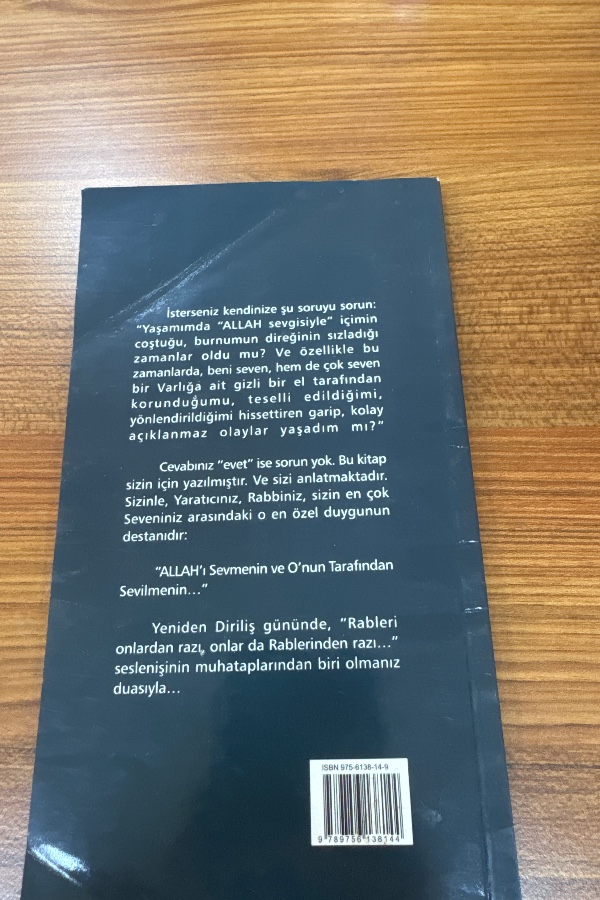 İsterseniz kendinize şu soruyu sorun:
"Yaşamımda "ALLAH sevgisiyle" içimin
coştuğu, burnumun direğinin sızladığı
zamanlar oldu mu? Ve özellikle bu
zamanlarda, beni seven, hem de çok seven
bir Varlığa ait gizli bir el tarafından
korunduğumu, teselli edildiğimi,
yönlendirildiğimi hissettiren garip, kolay
açıklanmaz olaylar yaşadım mı?"
Cevabınız "evet" ise sorun yok. Bu kitap
sizin için yazılmıştır. Ve sizi anlatmaktadır.
Sizinle, Yaratıcınız, Rabbiniz, sizin en çok
Seveniniz arasındaki o en özel duygunun
destanıdır:
"ALLAH'ı Sevmenin ve O'nun Tarafından
Sevilmenin..."
Yeniden Diriliş gününde, "Rableri
onlardan razı, onlar da Rablerinden razı..."
seslenişinin muhataplarından biri olmanız
duasıyla...
ISBN 975-6138-14-9
9 789756 138144